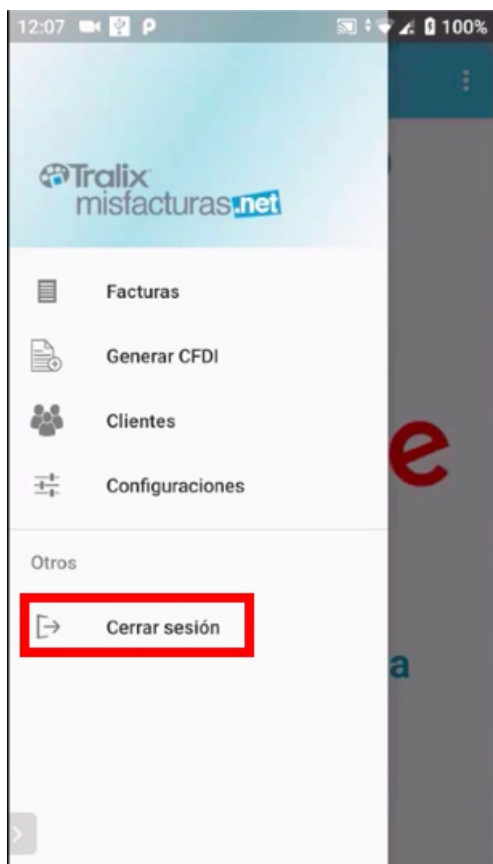 12:07 100%
Tralix
misfacturas.net
Facturas
Generar CFDI
Clientes
Configuraciones
Otros
Cerrar sesión
e
a